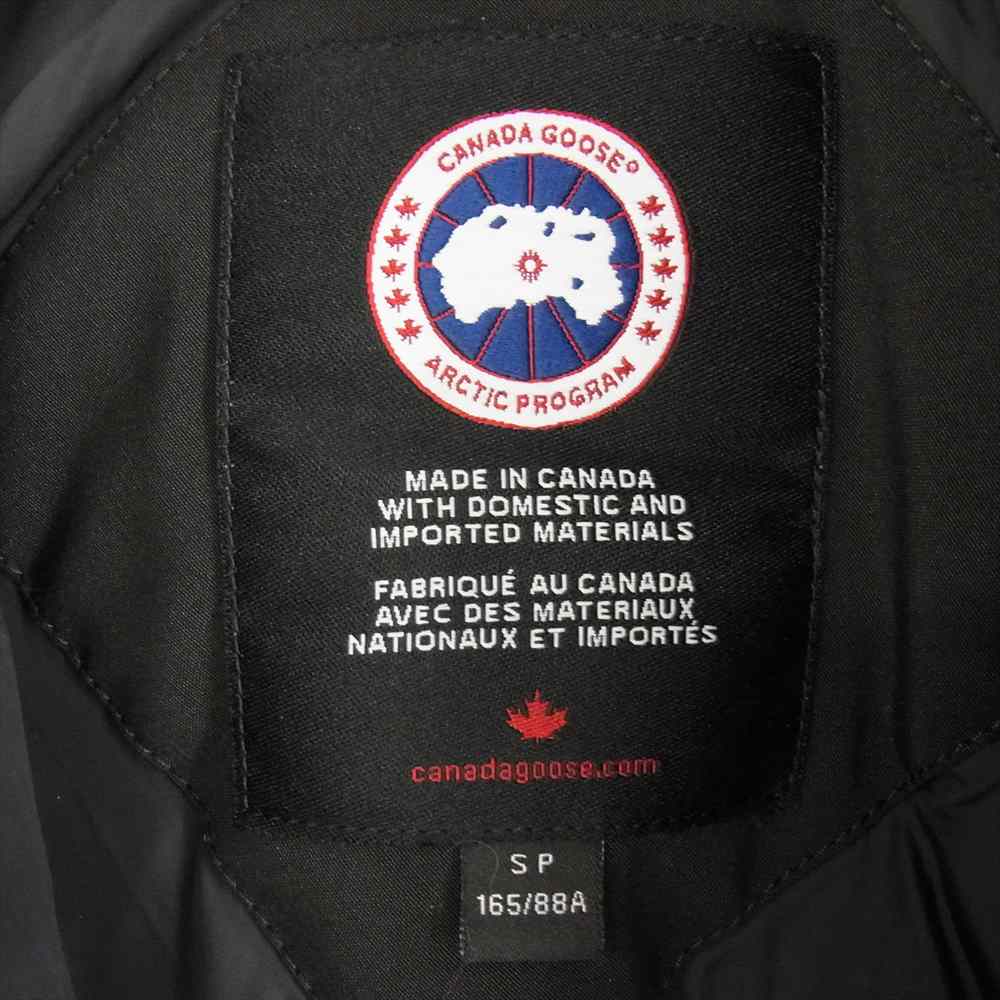 CANADA GOOSE®
ARCTIC PROGRAM
MADE IN CANADA
WITH DOMESTIC AND
IMPORTED MATERIALS
FABRIQUÉ AU CANADA
AVEC DES MATERIAUX
NATIONAUX ET IMPORTÉS
canadagoose.com
S P
165/88A